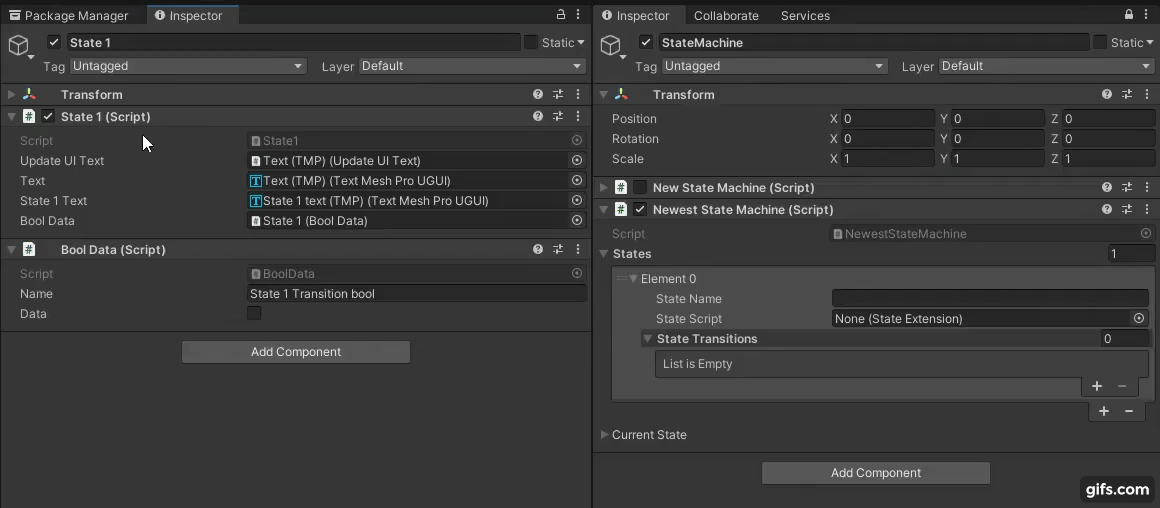 Package Manager
Inspector
State 1
Static
Tag Untagged
Layer Default
Transform
State 1 (Script)
Script State1
Update UI Text Text (TMP) (Update UI Text)
Text Text (TMP) (Text Mesh Pro UGUI)
State 1 Text State 1 text (TMP) (Text Mesh Pro UGUI)
Bool Data State 1 (Bool Data)
Bool Data (Script)
Script BoolData
Name State 1 Transition bool
Data
Add Component
Inspector
Collaborate
Services
StateMachine
Static
Tag Untagged
Layer Default
Transform
Position X 0 Y 0 Z 0
Rotation X 0 Y 0 Z 0
Scale X 1 Y 1 Z 1
New State Machine (Script)
Newest State Machine (Script)
Script NewestStateMachine
States 1
Element 0
State Name
State Script None (State Extension)
State Transitions 0
List is Empty
Current State
Add Component
gifs.com